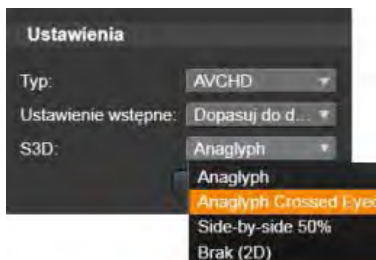 Ustawienia
Typ: AVCHD
Ustawienie wstępne: Dopasuj do d...
S3D: Anaglyph
Anaglyph
Anaglyph Crossed Eyed
Side-by-side 50%
Brak (2D)